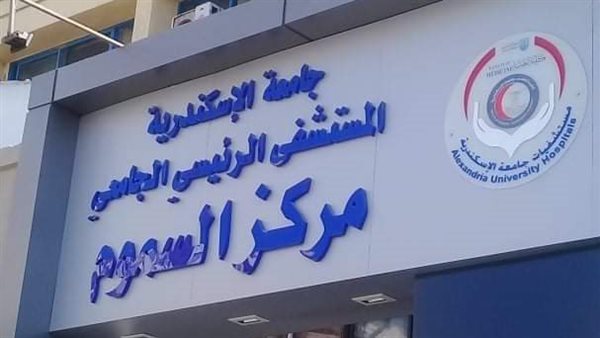 جامعة الإسكندرية
المستشفى الرئيسي الجامعي
مركز السموم
مستشفيات جامعة الإسكندرية
Alexandria University Hospitals